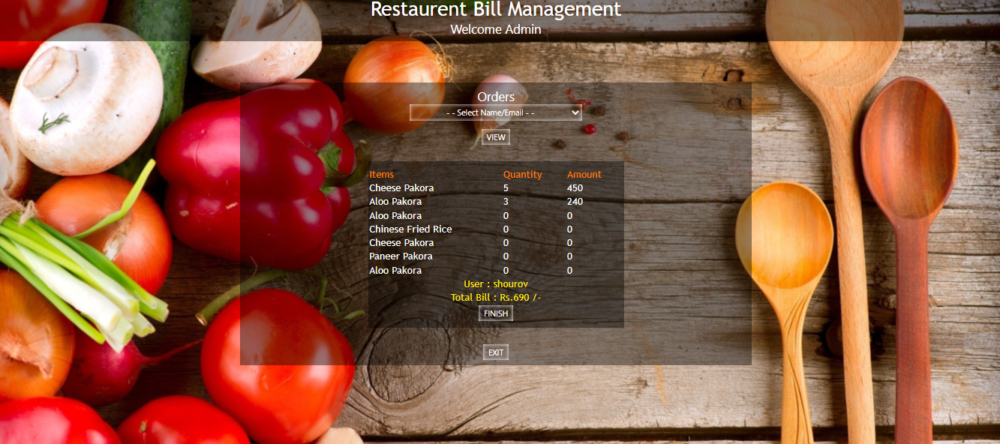 Restaurent Bill Management
Welcome Admin
Orders
- - Select Name/Email - -
VIEW
Items Quantity Amount
Cheese Pakora 5 450
Aloo Pakora 3 240
Aloo Pakora 0 0
Chinese Fried Rice 0 0
Cheese Pakora 0 0
Paneer Pakora 0 0
Aloo Pakora 0 0
User : shourov
Total Bill : Rs.690 /-
FINISH
EXIT